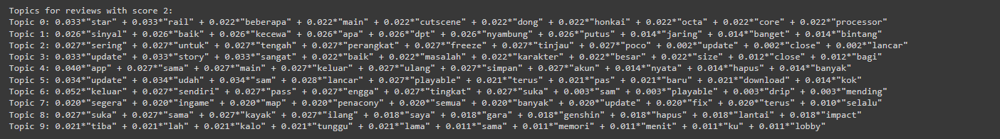 Topics for reviews with score 2:
Topic 0: 0.033*"star" + 0.033*"rail" + 0.022*"beberapa" + 0.022*"main" + 0.022*"cutscene" + 0.022*"dong" + 0.022*"honkai" + 0.022*"octa" + 0.022*"core" + 0.022*"processor"
Topic 1: 0.026*"sinyal" + 0.026*"baik" + 0.026*"kecewa" + 0.026*"apa" + 0.026*"dpt" + 0.026*"nyambung" + 0.026*"putus" + 0.014*"jaring" + 0.014*"banget" + 0.014*"bintang"
Topic 2: 0.027*"sering" + 0.027*"untuk" + 0.027*"tengah" + 0.027*"perangkat" + 0.027*"freeze" + 0.027*"tinjau" + 0.027*"poco" + 0.002*"update" + 0.002*"close" + 0.002*"lancar"
Topic 3: 0.033*"update" + 0.033*"story" + 0.033*"sangat" + 0.022*"baik" + 0.022*"masalah" + 0.022*"karakter" + 0.022*"besar" + 0.022*"size" + 0.012*"close" + 0.012*"bagi"
Topic 4: 0.040*"app" + 0.027*"sama" + 0.027*"main" + 0.027*"keluar" + 0.027*"ulang" + 0.027*"simpan" + 0.027*"akun" + 0.014*"nyata" + 0.014*"hapus" + 0.014*"banyak"
Topic 5: 0.034*"update" + 0.034*"udah" + 0.034*"sam" + 0.028*"lancar" + 0.027*"playable" + 0.021*"terus" + 0.021*"pas" + 0.021*"baru" + 0.021*"download" + 0.014*"kok"
Topic 6: 0.052*"keluar" + 0.027*"sendiri" + 0.027*"pass" + 0.027*"engga" + 0.027*"tingkat" + 0.027*"suka" + 0.003*"sam" + 0.003*"playable" + 0.003*"drip" + 0.003*"mending"
Topic 7: 0.020*"segera" + 0.020*"ingame" + 0.020*"map" + 0.020*"penacony" + 0.020*"semua" + 0.020*"banyak" + 0.020*"update" + 0.020*"fix" + 0.020*"terus" + 0.010*"selalu"
Topic 8: 0.027*"suka" + 0.027*"sama" + 0.027*"kayak" + 0.027*"ilang" + 0.018*"saya" + 0.018*"gara" + 0.018*"genshin" + 0.018*"hapus" + 0.018*"lantai" + 0.018*"impact"
Topic 9: 0.021*"tiba" + 0.021*"lah" + 0.021*"kalo" + 0.021*"tunggu" + 0.021*"lama" + 0.011*"sama" + 0.011*"memori" + 0.011*"menit" + 0.011*"ku" + 0.011*"lobby"